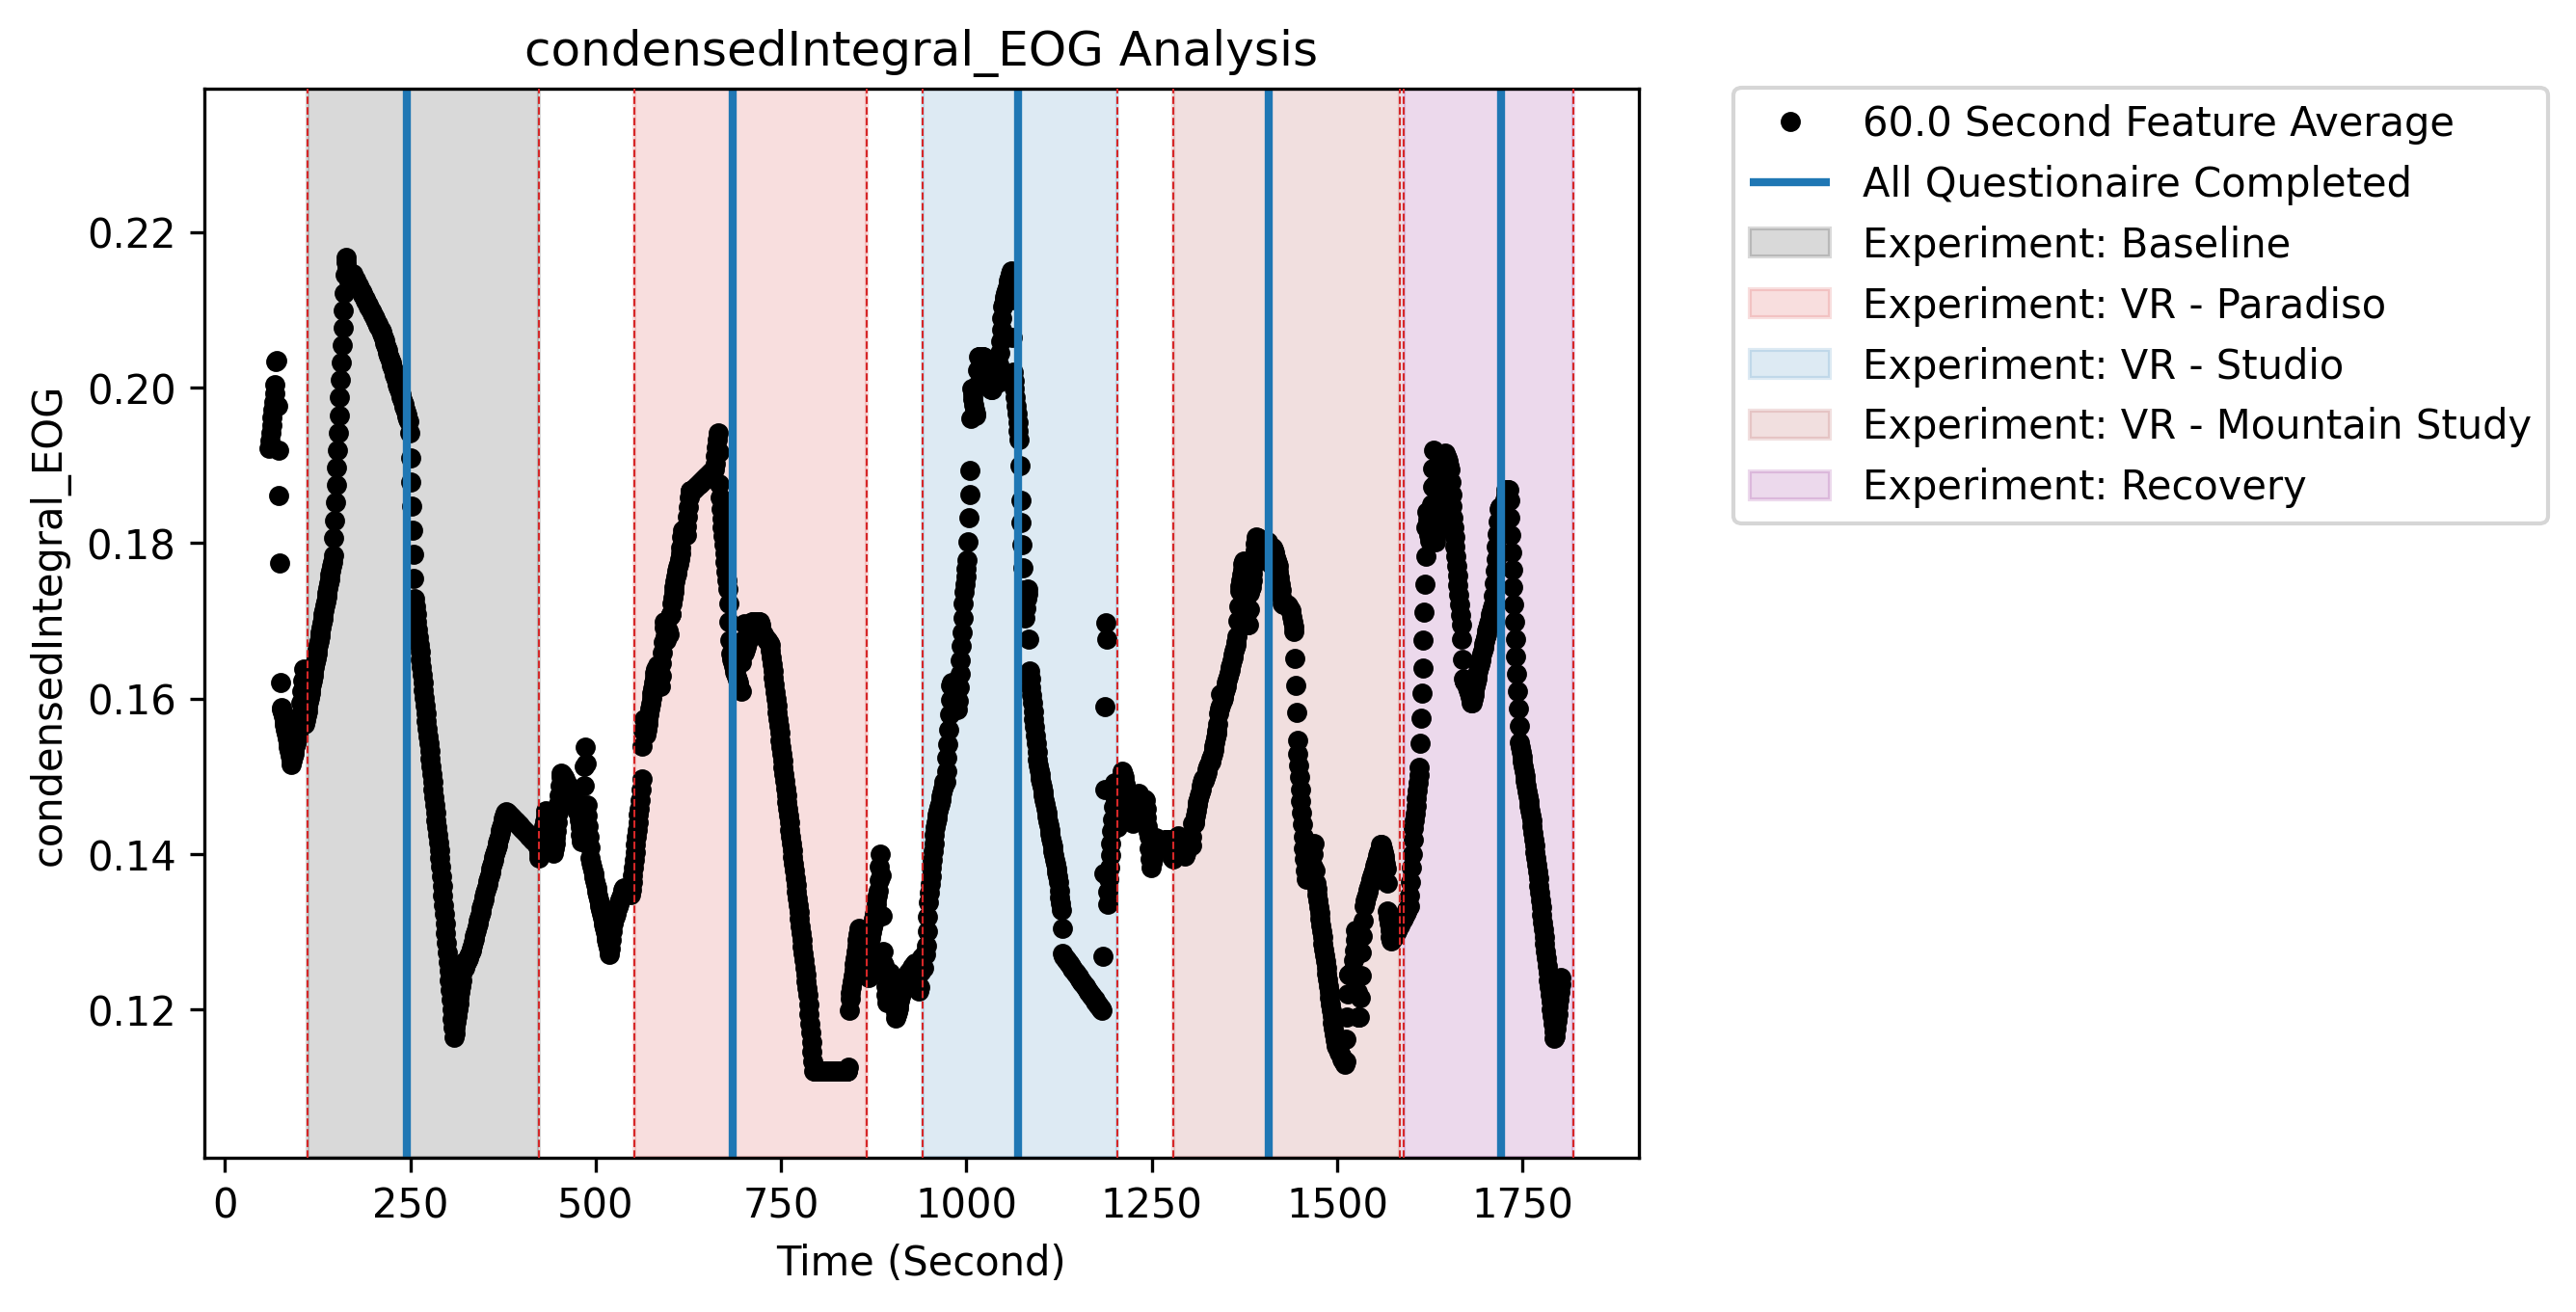 condensedIntegral_EOG Analysis
condensedIntegral_EOG
0.22
0.20
0.18
0.16
0.14
0.12
0 250 500 750 1000 1250 1500 1750
Time (Second)
60.0 Second Feature Average
All Questionaire Completed
Experiment: Baseline
Experiment: VR - Paradiso
Experiment: VR - Studio
Experiment: VR - Mountain Study
Experiment: Recovery